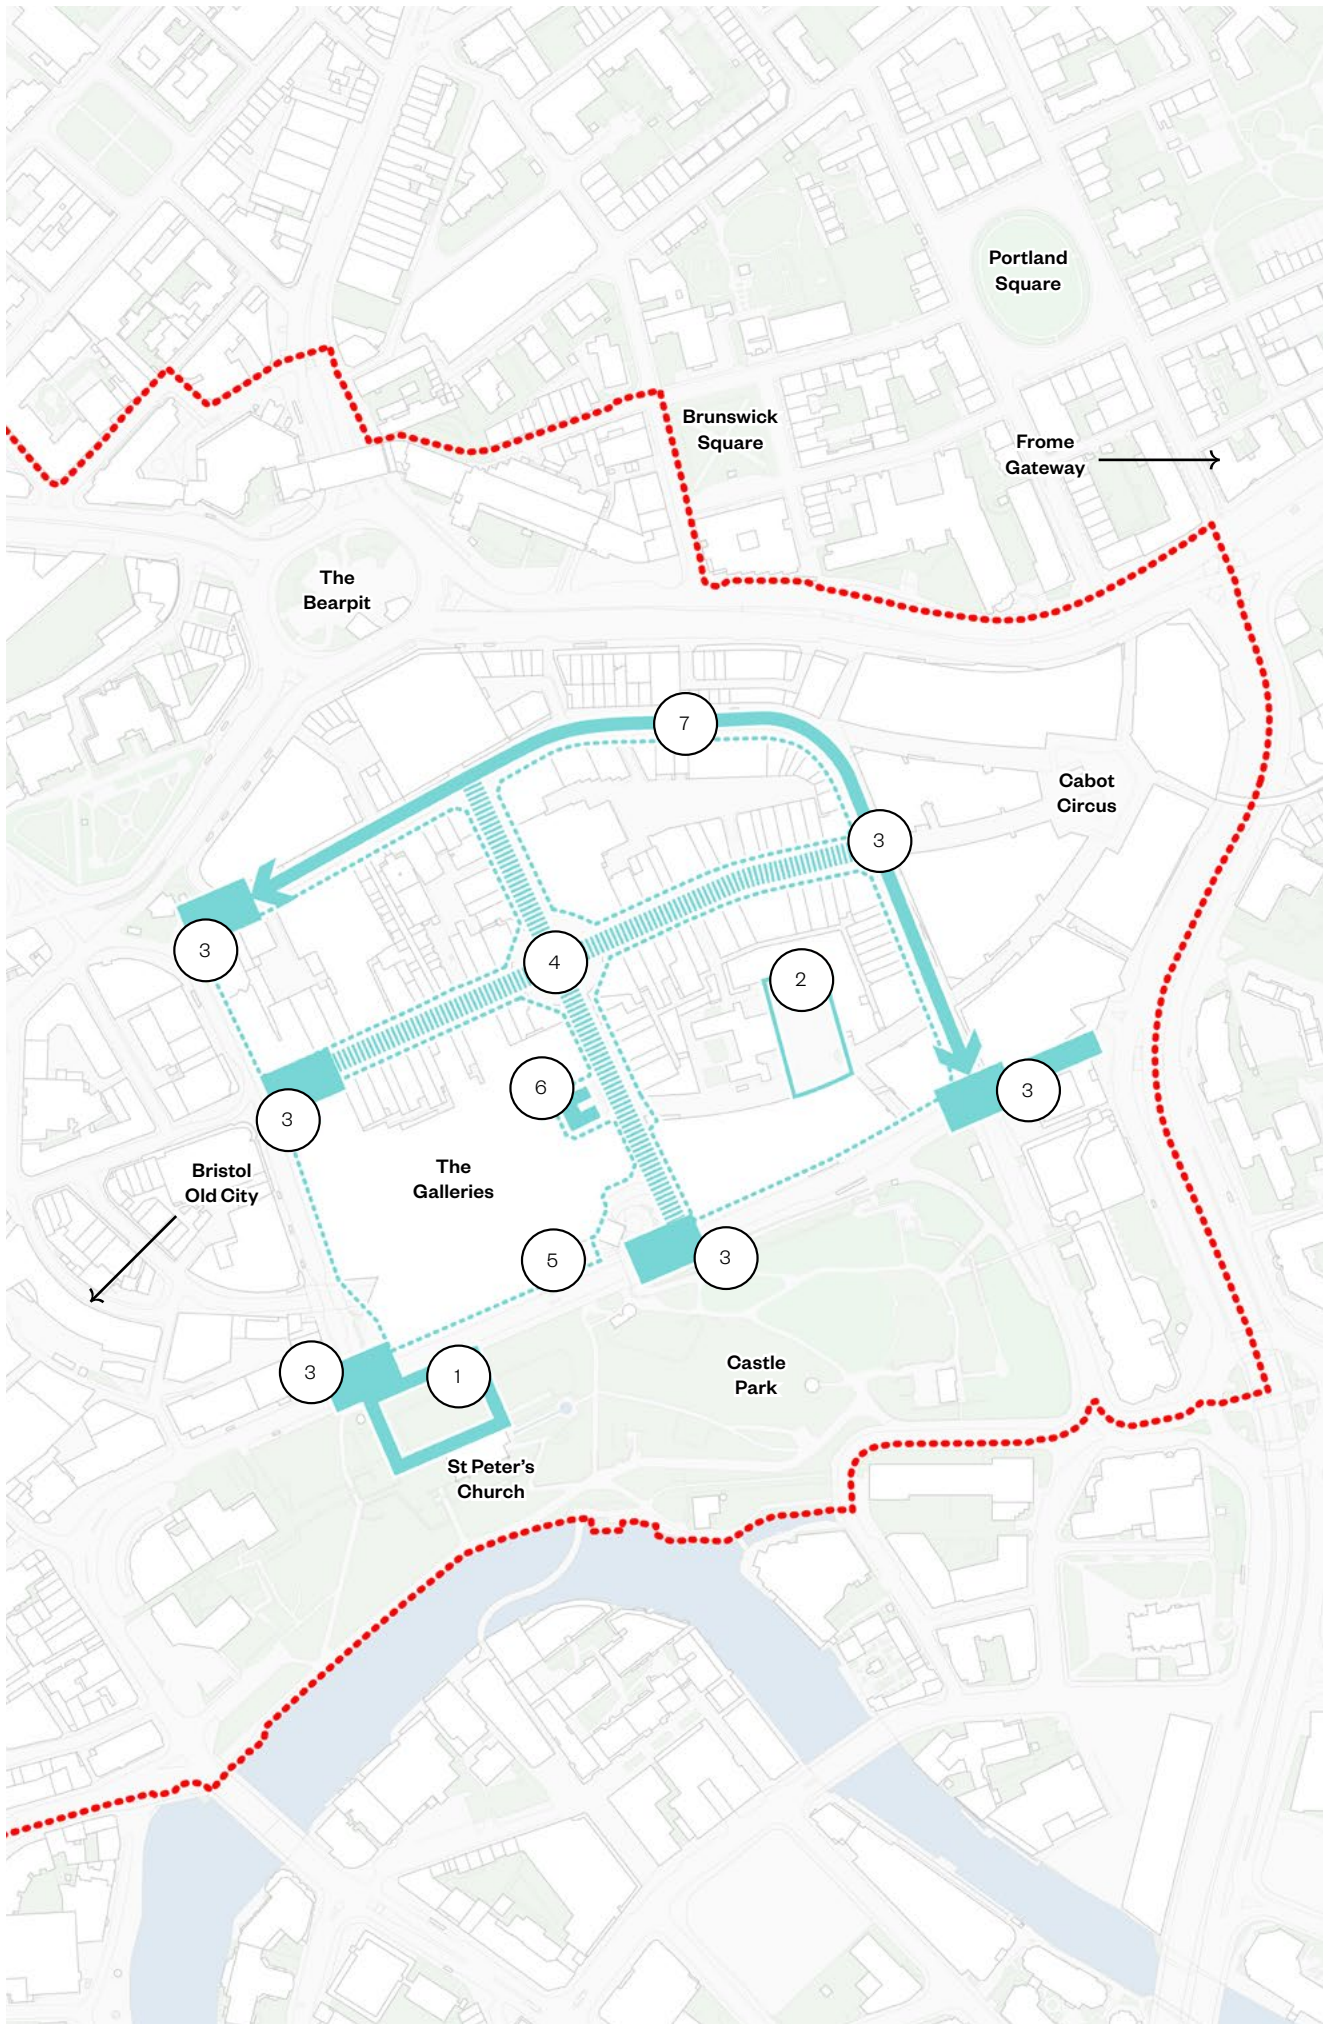 Portland
Square
Brunswick
Square
Frome
Gateway
The
Bearpit
7
Cabot
Circus
3
3
4
2
6
3
3
Bristol
Old City
The
Galleries
5
3
3
1
Castle
Park
St Peter's
Church